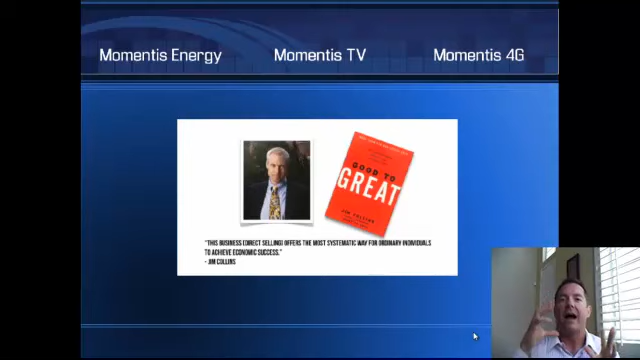 Momentis Energy Momentis TV Momentis 4G
GOOD TO
GREAT
JIM COLLINS
"THIS BUSINESS (DIRECT SELLING) OFFERS THE MOST SYSTEMATIC WAY FOR ORDINARY INDIVIDUALS
TO ACHIEVE ECONOMIC SUCCESS."
- JIM COLLINS